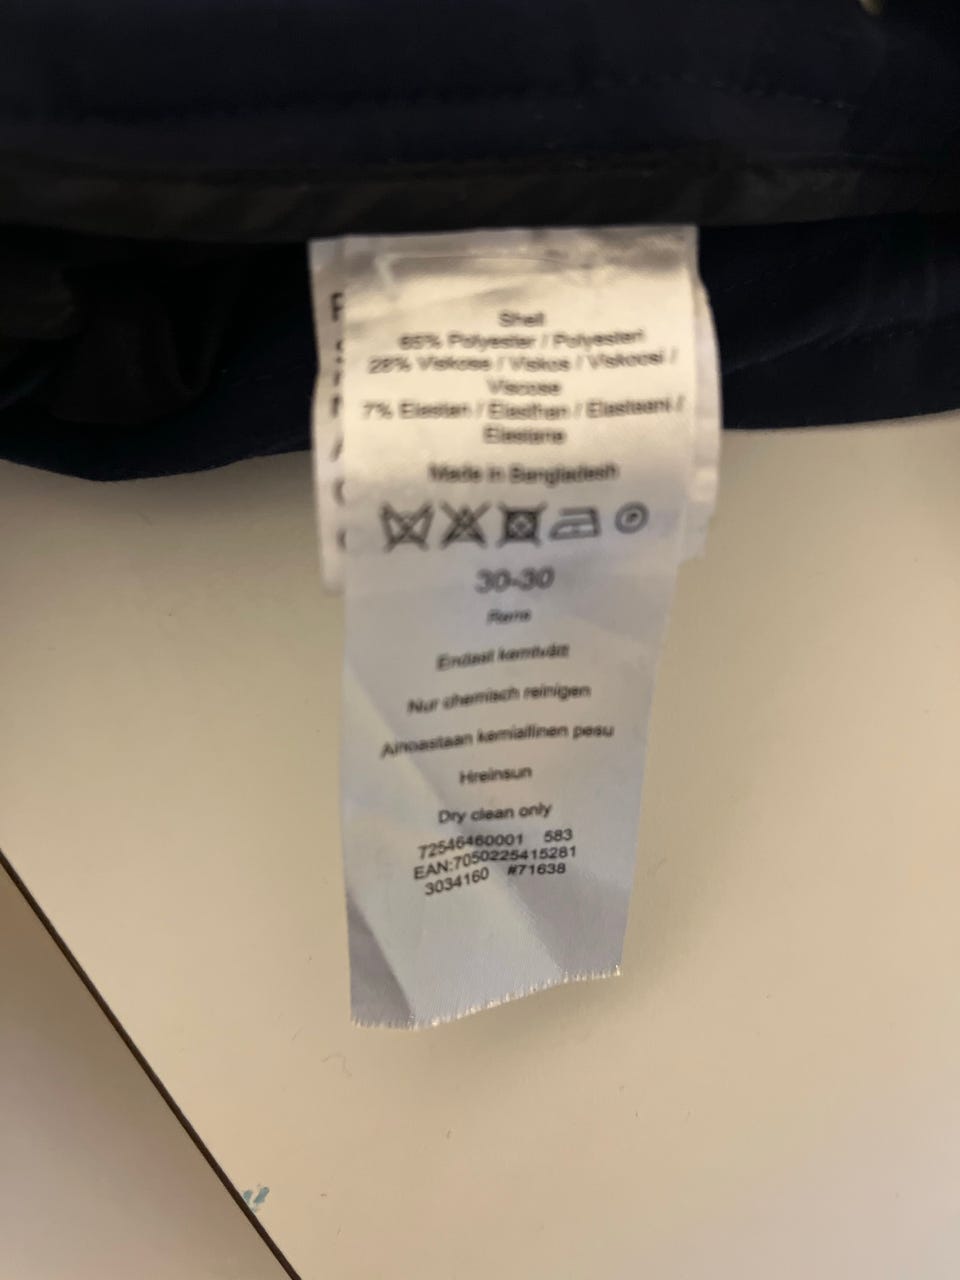 Shell
65% Polyester / Polyesteri
28% Viskose / Viskos / Viskoosi /
Viscose
7% Elastan / Elasthan / Elastaani /
Elastane
Made in Bangladesh
30-30
Rens
Endast kemtvätt
Nur chemisch reinigen
Ainoastaan kemiallinen pesu
Hreinsun
Dry clean only
72546460001 583
EAN:7050225415281
3034160 #71638